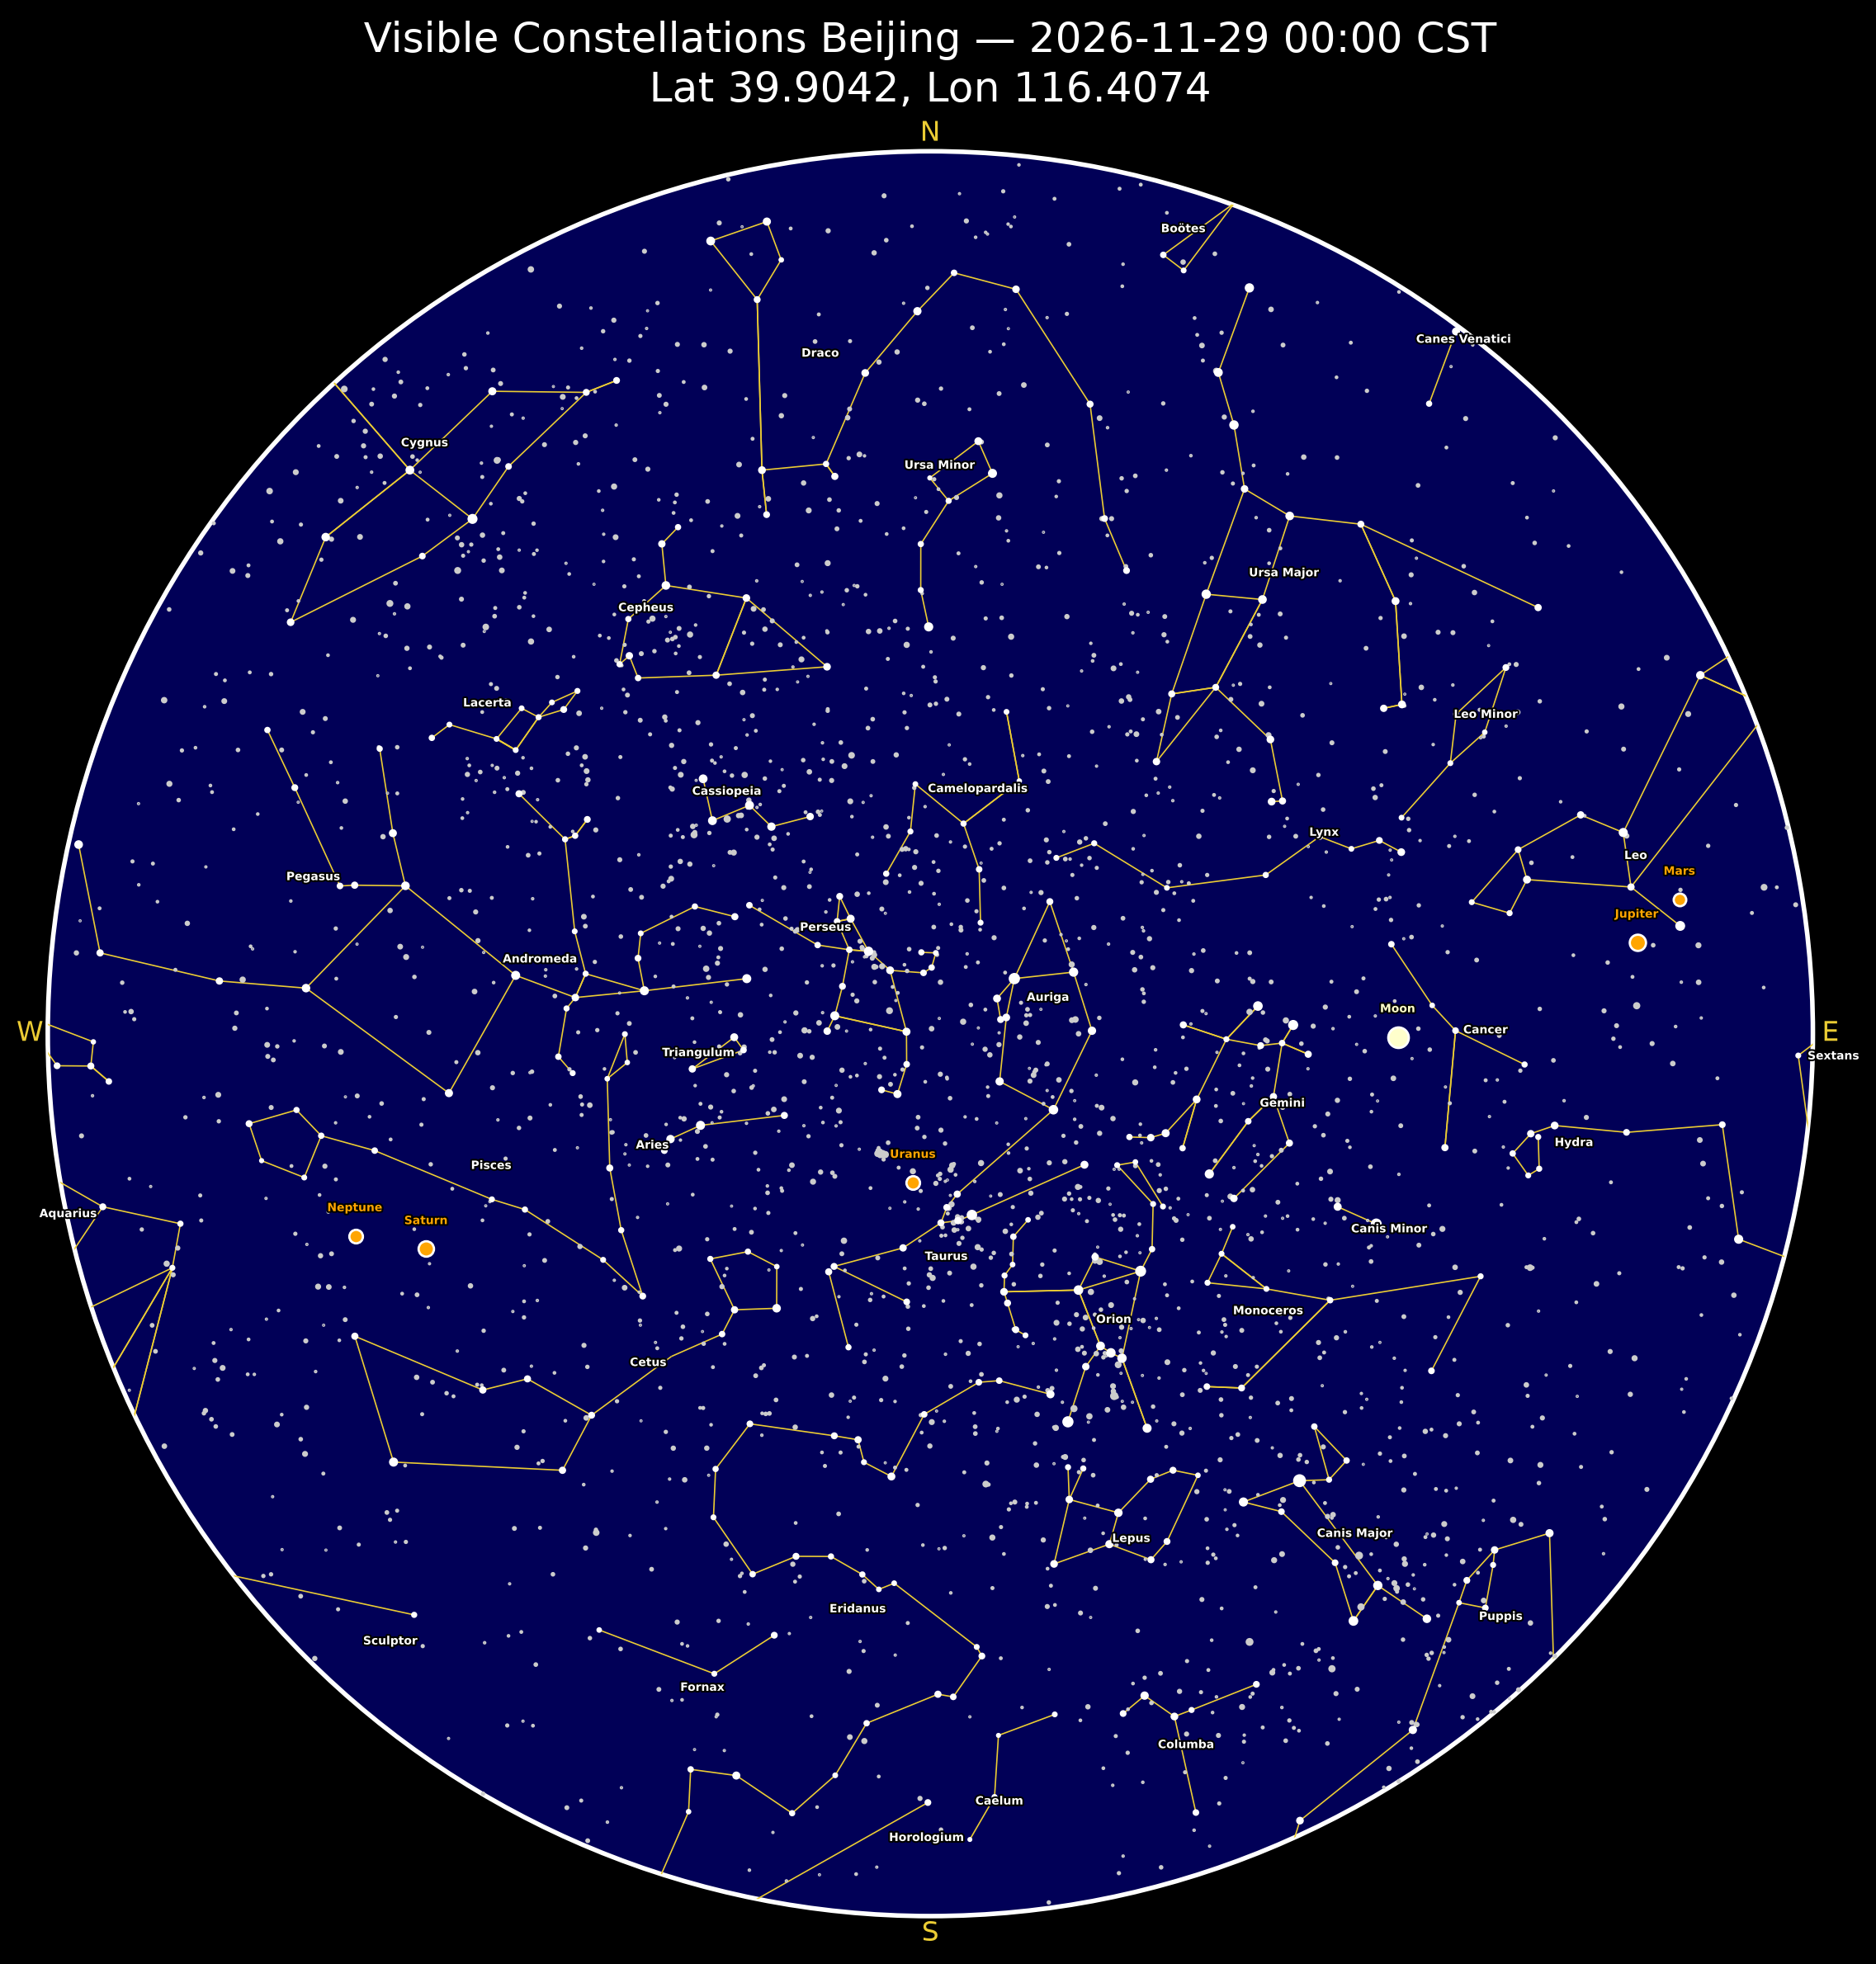 Visible Constellations Beijing — 2026-11-29 00:00 CST
Lat 39.9042, Lon 116.4074
N
Boötes
Canes Venatici
Draco
Cygnus
Ursa Minor
Ursa Major
Cepheus
Lacerta
Leo Minor
Cassiopeia
Camelopardalis
Lynx
Leo
Mars
Pegasus
Jupiter
Perseus
Andromeda
Auriga
Moon
W
Cancer
E
Triangulum
Sextans
Gemini
Aries
Hydra
Uranus
Pisces
Neptune
Aquarius
Saturn
Canis Minor
Taurus
Monoceros
Orion
Cetus
Canis Major
Lepus
Eridanus
Puppis
Sculptor
Fornax
Columba
Caelum
Horologium
S